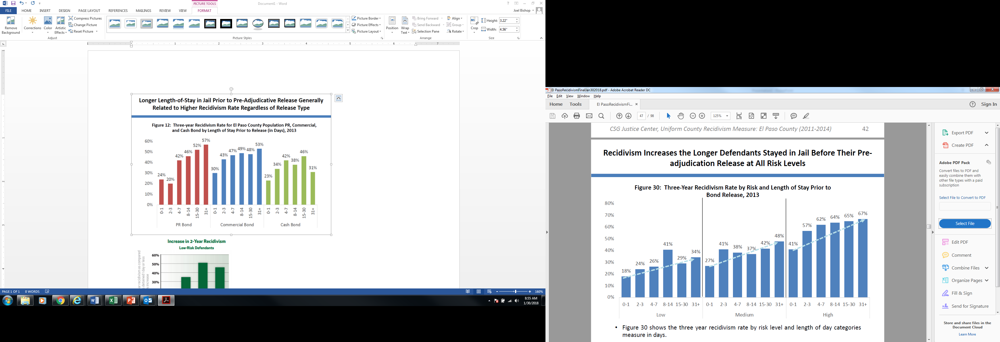 PICTURE TOOLS
Document1 - Word
FILE HOME INSERT DESIGN PAGE LAYOUT REFERENCES MAILINGS REVIEW VIEW FORMAT
Joel Bishop
Remove Background
Corrections
Color
Artistic Effects
Compress Pictures
Change Picture
Reset Picture
Adjust
Picture Styles
Picture Border
Picture Effects
Picture Layout
Position
Wrap Text
Bring Forward
Send Backward
Selection Pane
Align
Group
Rotate
Arrange
Crop
Height: 3.22"
Width: 4.56"
Size
1 1 2 3 4 5 6 7
Longer Length-of-Stay in Jail Prior to Pre-Adjudicative Release Generally
Related to Higher Recidivism Rate Regardless of Release Type
Figure 12: Three-year Recidivism Rate for El Paso County Population PR, Commercial,
and Cash Bond by Length of Stay Prior to Release (in Days), 2013
60%
50%
40%
30%
20%
10%
0%
24% 20% 42% 46% 52% 57%
30% 43% 47% 49% 48% 53%
23% 34% 42% 38% 46% 31%
0-1 2-3 4-7 8-14 15-30 31+ 0-1 2-3 4-7 8-14 15-30 31+ 0-1 2-3 4-7 8-14 15-30 31+
PR Bond Commercial Bond Cash Bond
Increase in 2-Year Recidivism
Low-Risk Defendants
ar recidivism as compared
detained 1 day or less
increase
60%
50%
40%
30%
PAGE 1 OF 1 0 WORDS
160%
8:55 AM
1/30/2018
El PasoRecidivismFinalJan302018.pdf - Adobe Acrobat Reader DC
File Edit View Window Help
Home Tools El PasoRecidivismFi... ×
Sign In
47 / 98
125%
CSG Justice Center, Uniform County Recidivism Measure: El Paso County (2011-2014) 42
Recidivism Increases the Longer Defendants Stayed in Jail Before Their Pre-
adjudication Release at All Risk Levels
Figure 30: Three-Year Recidivism Rate by Risk and Length of Stay Prior to
Bond Release, 2013
80%
70%
60%
50%
40%
30%
20%
10%
0%
18% 24% 26% 41% 29% 34%
27% 41% 38% 37% 42% 48%
41% 57% 62% 64% 65% 67%
0-1 2-3 4-7 8-14 15-30 31+ 0-1 2-3 4-7 8-14 15-30 31+ 0-1 2-3 4-7 8-14 15-30 31+
Low Medium High
• Figure 30 shows the three year recidivism rate by risk level and length of day categories
measure in days.
Export PDF
Create PDF
Adobe PDF Pack
Convert files to PDF and
easily combine them with
other file types with a paid
subscription
Select File to Convert to PDF
Select File
Edit PDF
Comment
Combine Files
Organize Pages
Fill & Sign
Send for Signature
Store and share files in the
Document Cloud
Learn More